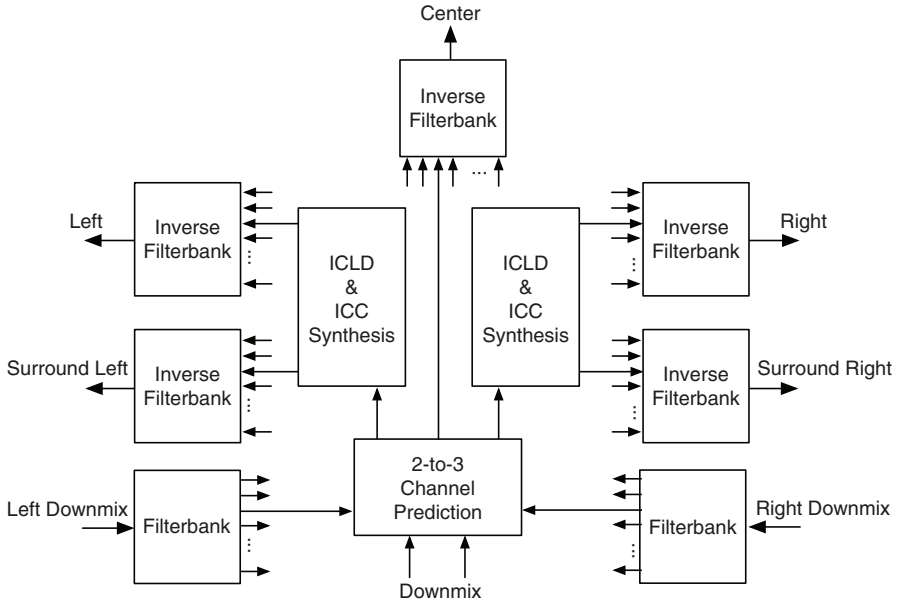 Center
Inverse
Filterbank
Left
Inverse
Filterbank
ICLD
&
ICC
Synthesis
ICLD
&
ICC
Synthesis
Inverse
Filterbank
Right
Surround Left
Inverse
Filterbank
Inverse
Filterbank
Surround Right
Left Downmix
Filterbank
2-to-3
Channel
Prediction
Filterbank
Right Downmix
Downmix